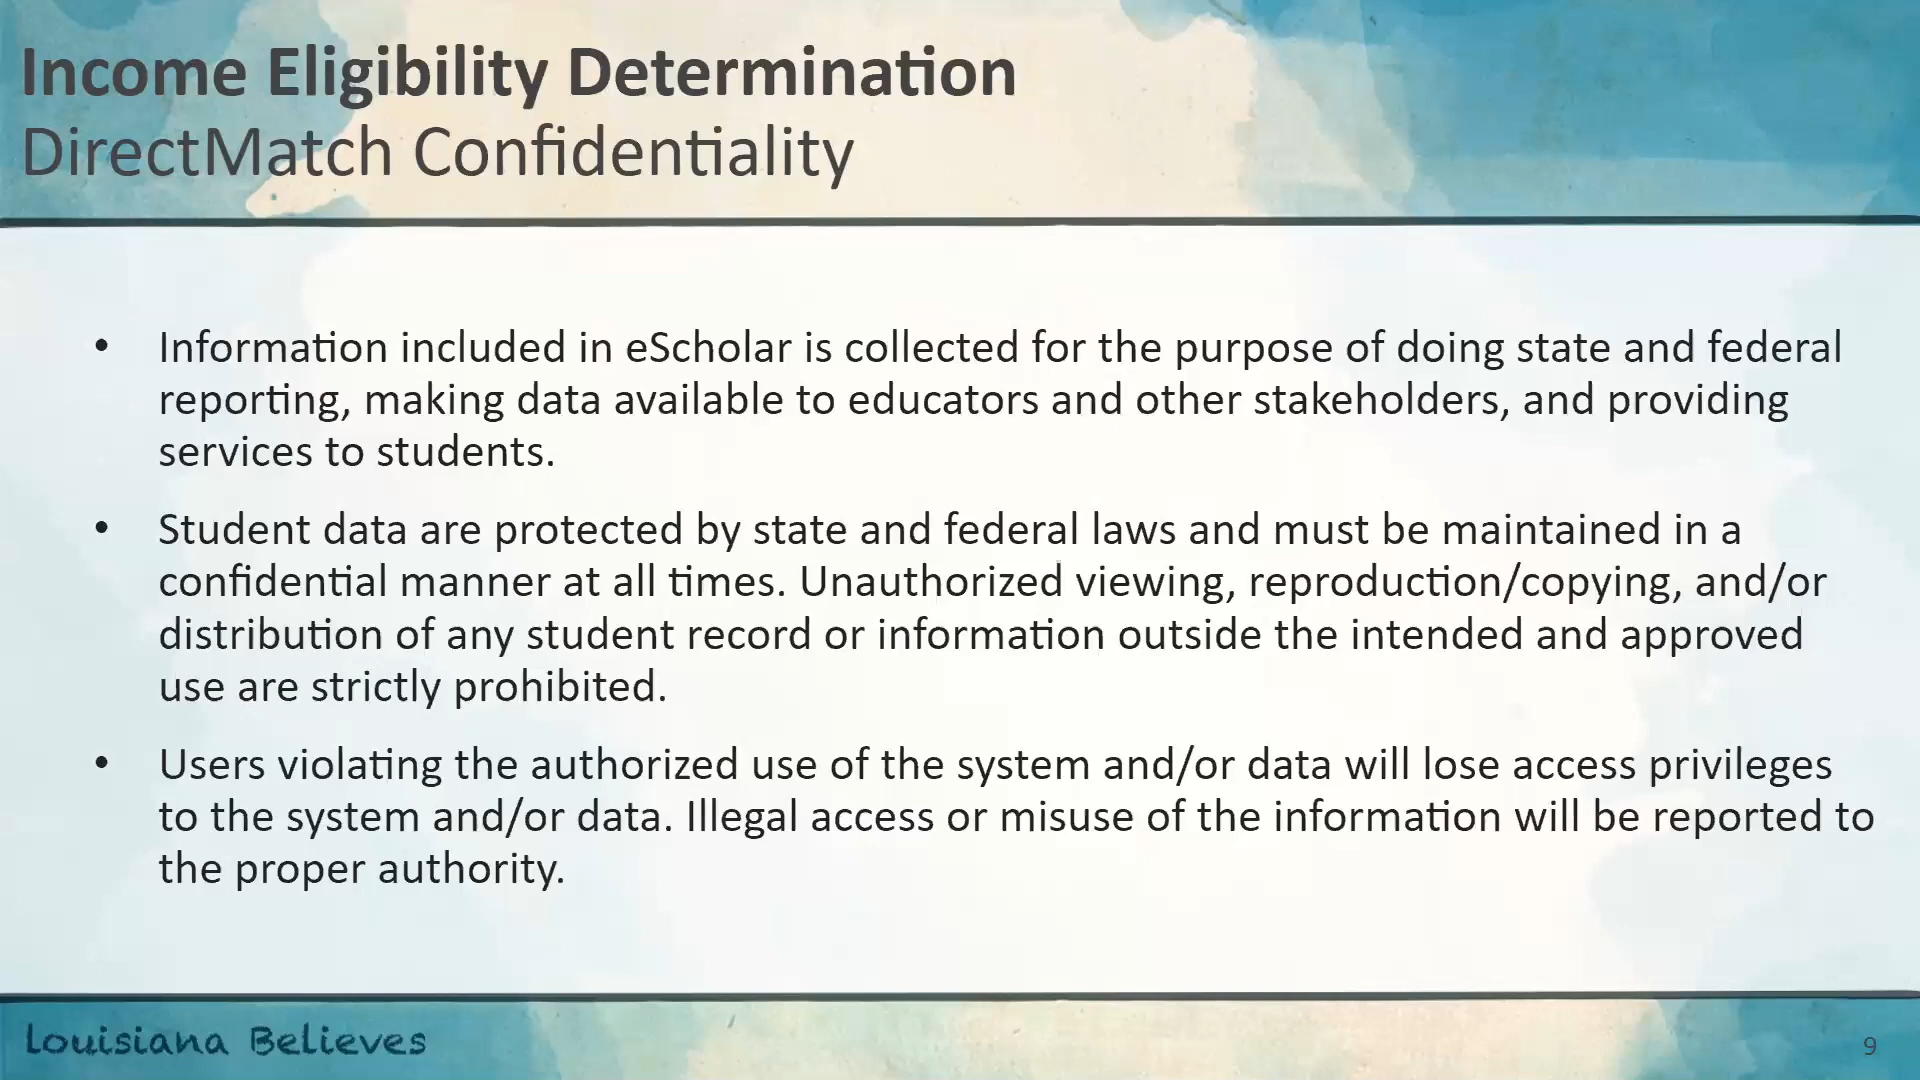 Income Eligibility Determination
DirectMatch Confidentiality
• Information included in eScholar is collected for the purpose of doing state and federal
reporting, making data available to educators and other stakeholders, and providing
services to students.
• Student data are protected by state and federal laws and must be maintained in a
confidential manner at all times. Unauthorized viewing, reproduction/copying, and/or
distribution of any student record or information outside the intended and approved
use are strictly prohibited.
• Users violating the authorized use of the system and/or data will lose access privileges
to the system and/or data. Illegal access or misuse of the information will be reported to
the proper authority.
Louisiana Believes
9